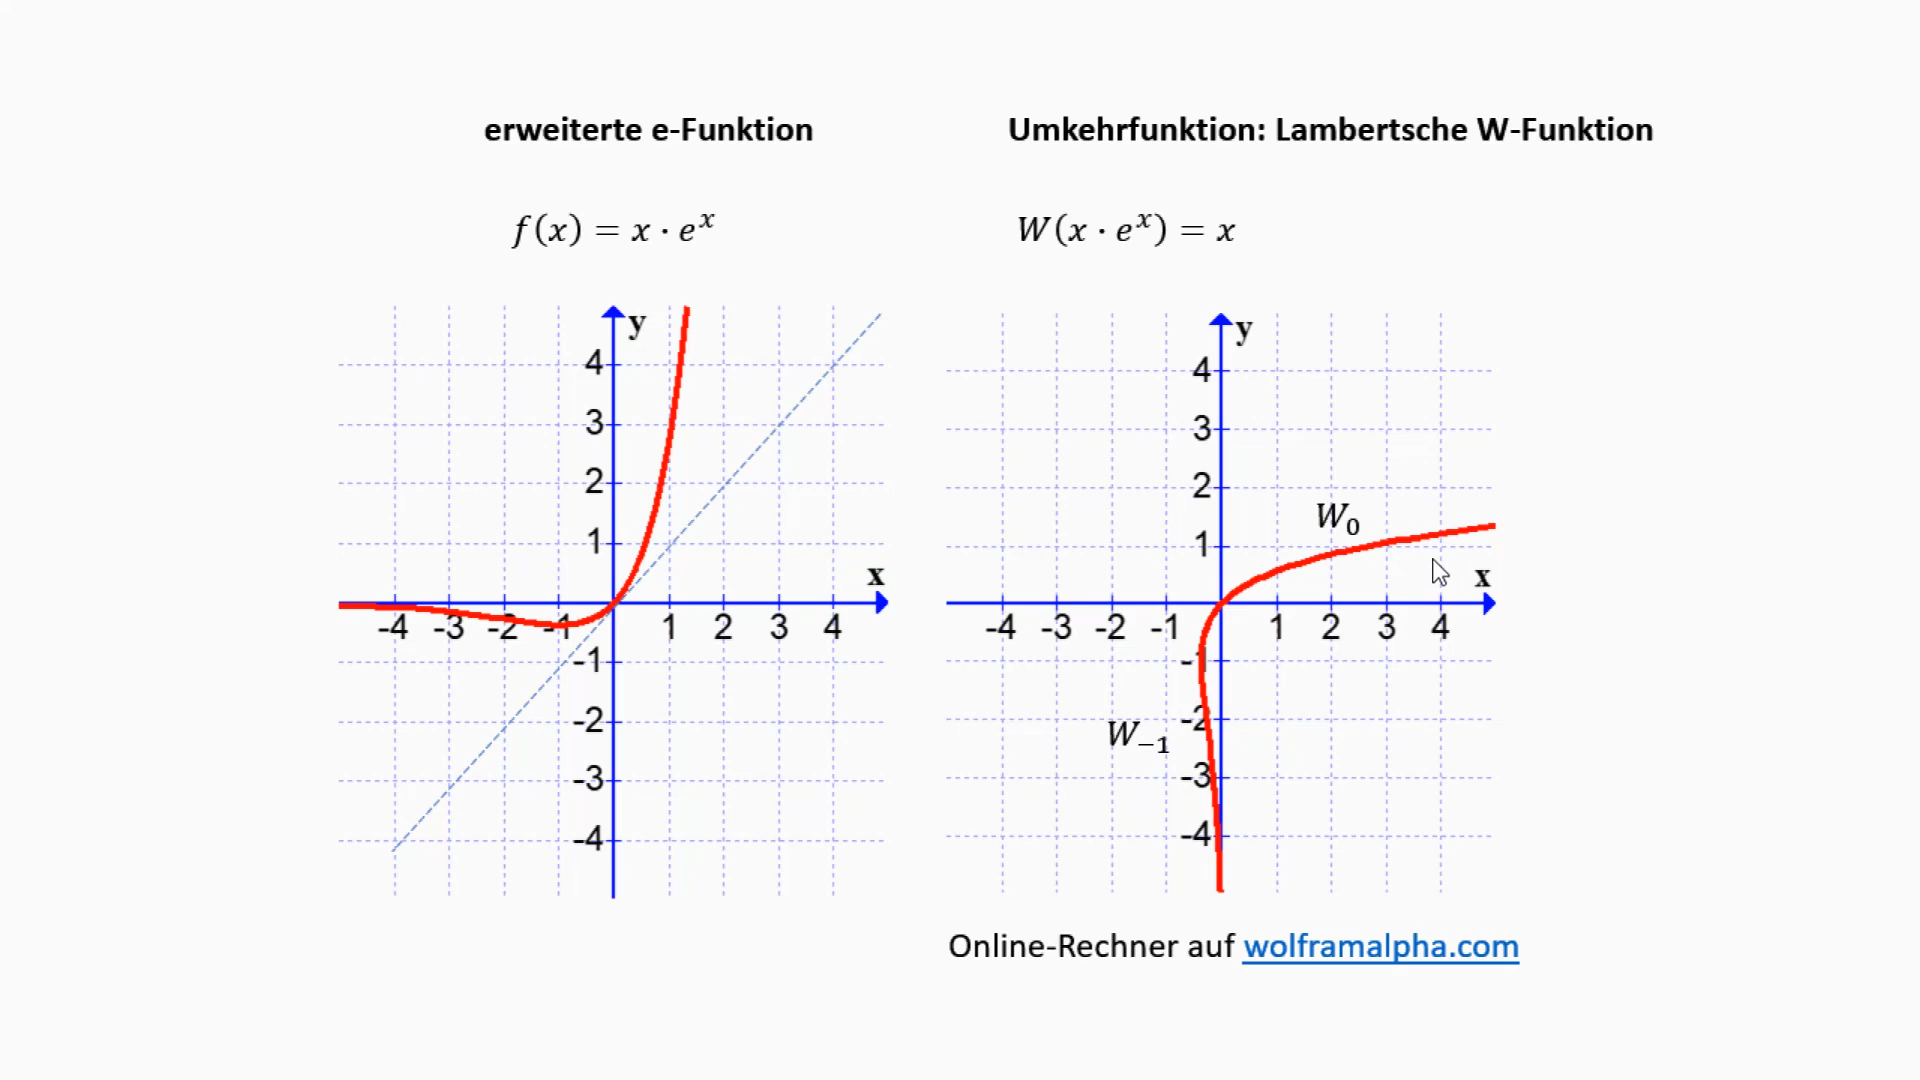 erweiterte e-Funktion
Umkehrfunktion: Lambertsche W-Funktion
f(x) = x · e^x
W(x · e^x) = x
y
4
3
2
1
x
-4 -3 -2 -1 1 2 3 4
-1
-2
-3
-4
y
4
3
2
W₀
1
x
-4 -3 -2 -1 1 2 3 4
-1
-2
W₋₁
-3
-4
Online-Rechner auf wolframalpha.com